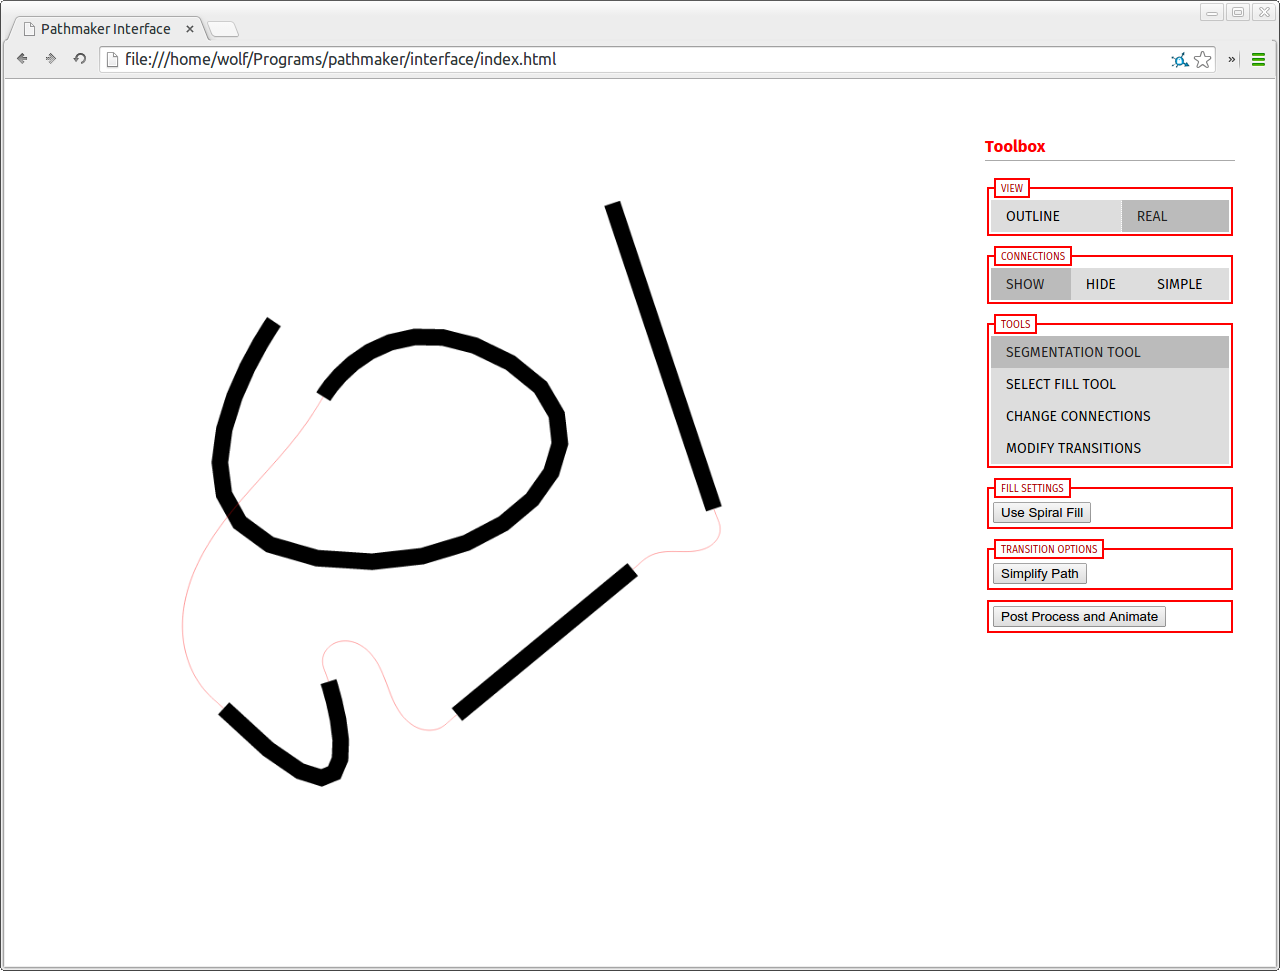 Pathmaker Interface
file:///home/wolf/Programs/pathmaker/interface/index.html
Toolbox
VIEW
OUTLINE REAL
CONNECTIONS
SHOW HIDE SIMPLE
TOOLS
SEGMENTATION TOOL
SELECT FILL TOOL
CHANGE CONNECTIONS
MODIFY TRANSITIONS
FILL SETTINGS
Use Spiral Fill
TRANSITION OPTIONS
Simplify Path
Post Process and Animate